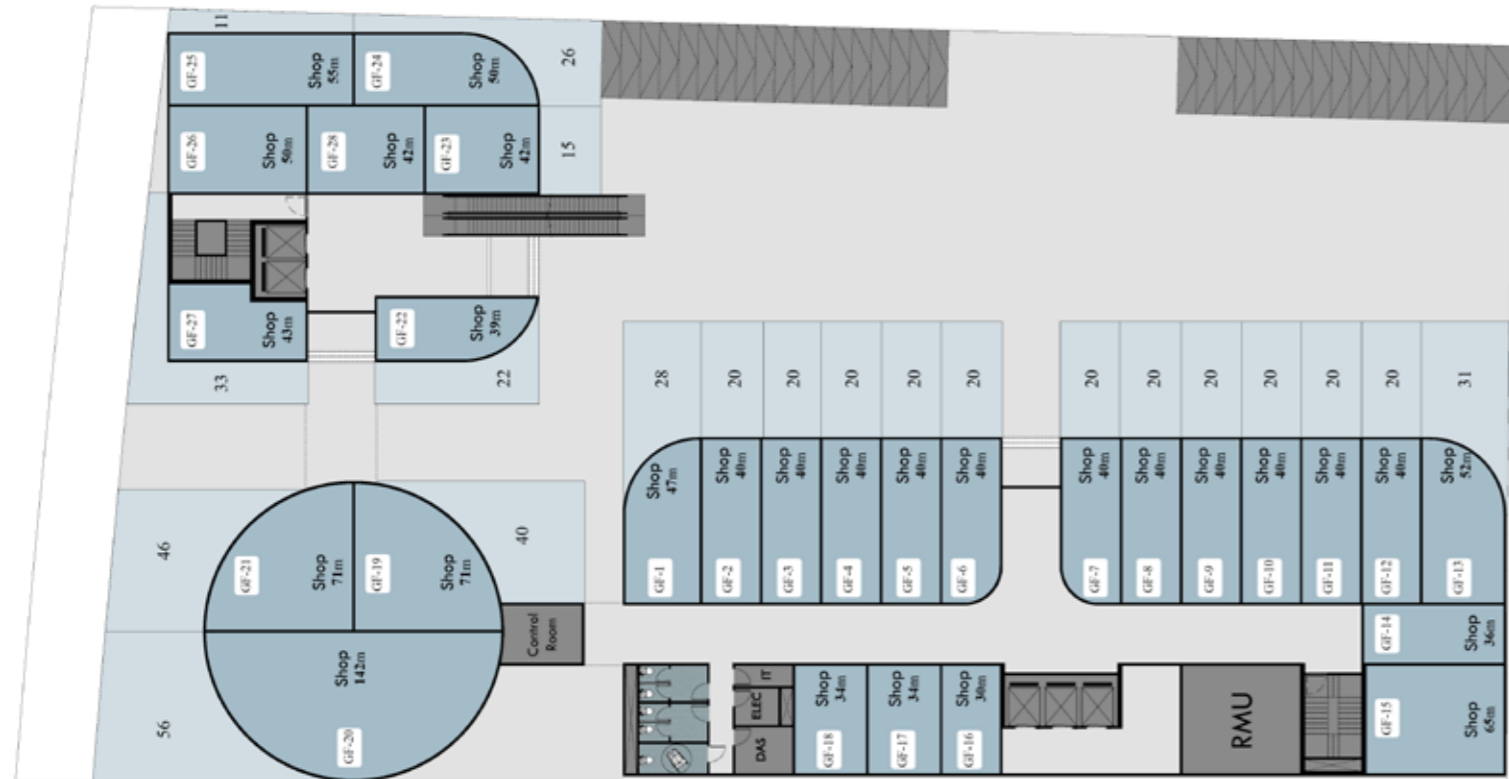 11
GF-25
Shop
55m
GF-24
Shop
50m
26
GF-26
Shop
50m
GF-28
Shop
42m
GF-23
Shop
42m
15
GF-27
Shop
43m
GF-22
Shop
39m
33
22
46
GF-21
Shop
71m
GF-19
Shop
71m
40
Control
Room
Shop
142m
GF-20
56
28
20
20
20
20
20
20
20
20
20
20
20
31
Shop
47m
GF-1
Shop
40m
GF-2
Shop
40m
GF-3
Shop
40m
GF-4
Shop
40m
GF-5
Shop
40m
GF-6
Shop
40m
GF-7
Shop
40m
GF-8
Shop
40m
GF-9
Shop
40m
GF-10
Shop
40m
GF-11
Shop
40m
GF-12
Shop
52m
GF-13
GF-14
Shop
36m
GF-15
Shop
65m
IT
ELEC
DAS
Shop
34m
GF-18
Shop
34m
GF-17
Shop
30m
GF-16
RMU